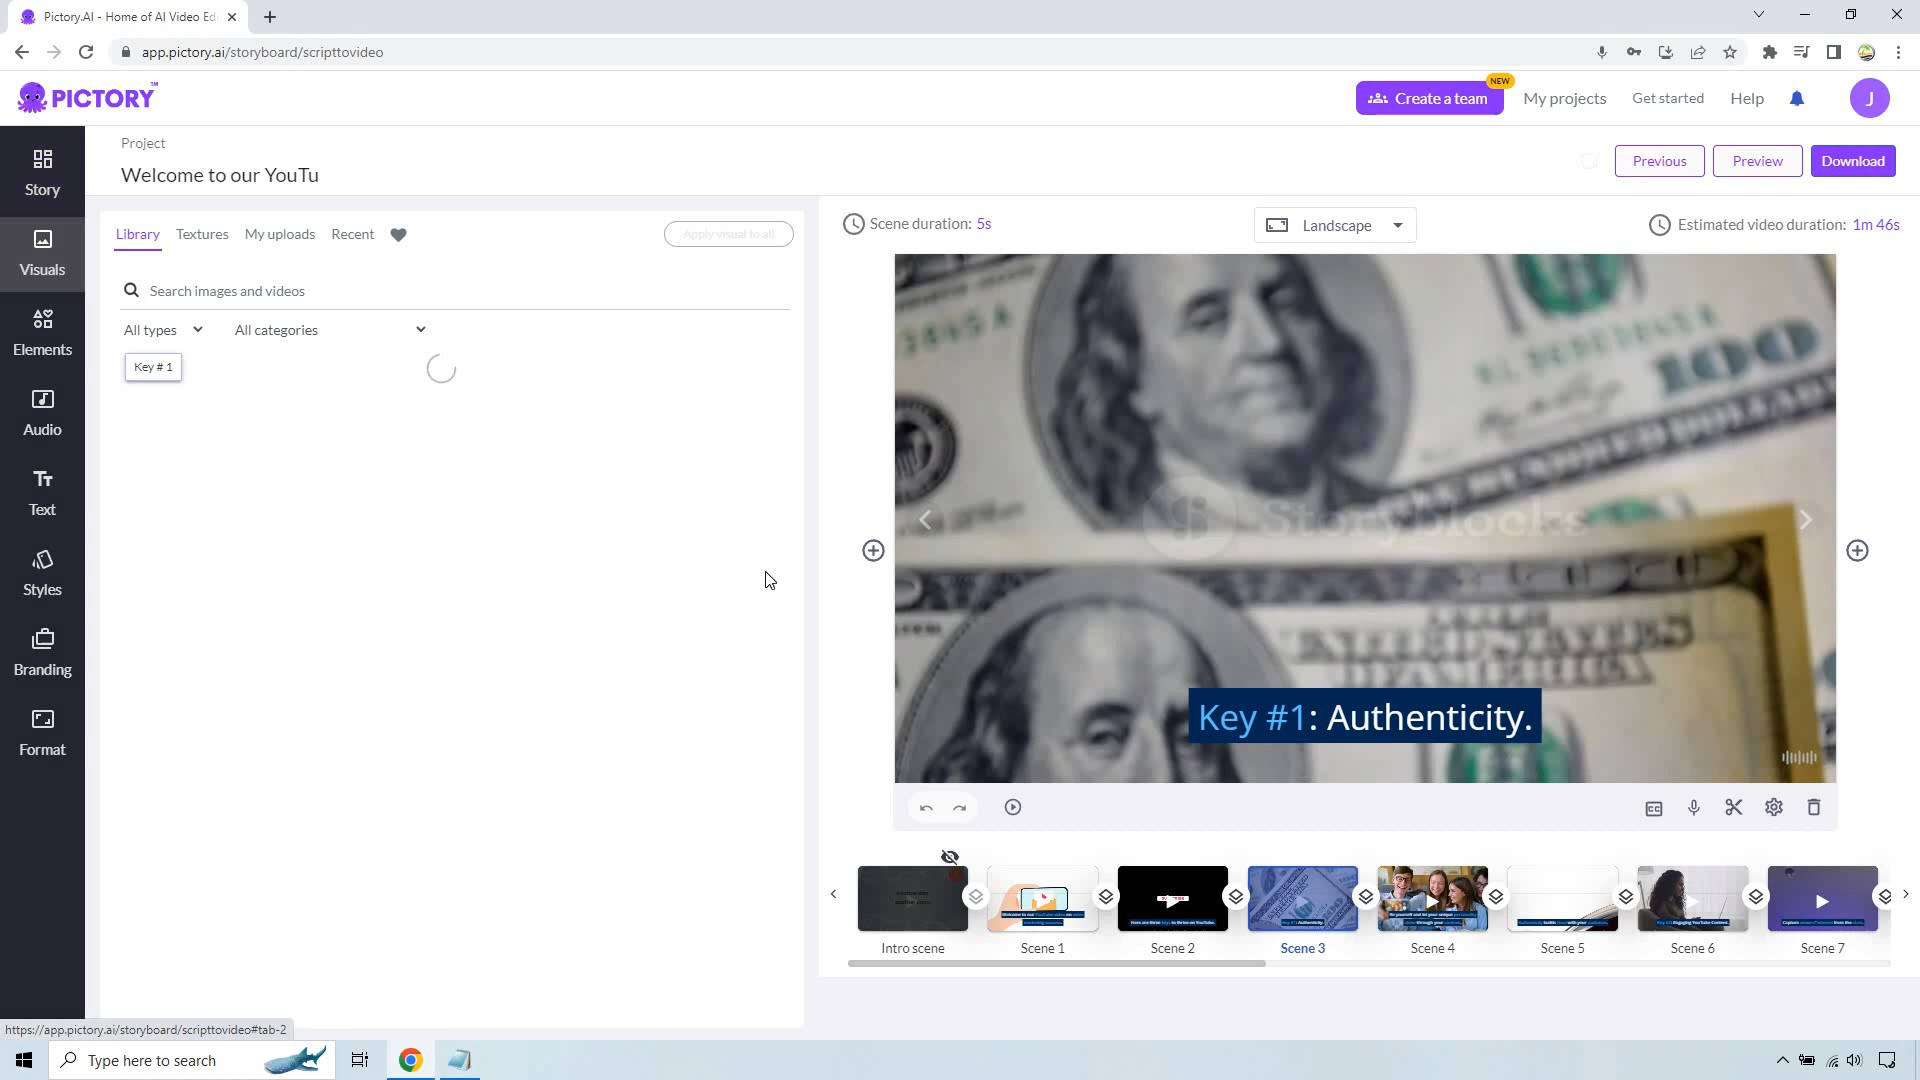 Pictory.AI - Home of AI Video Ed
app.pictory.ai/storyboard/scripttovideo
PICTORY™
Create a team
NEW
My projects
Get started
Help
J
Project
Welcome to our YouTu
Previous
Preview
Download
Story
Visuals
Elements
Audio
Text
Styles
Branding
Format
Library
Textures
My uploads
Recent
Apply visual to all
Search images and videos
All types
All categories
Key # 1
Scene duration: 5s
Landscape
Estimated video duration: 1m 46s
100
Storyblocks
UNITED STATES
Key #1: Authenticity.
Intro scene
Scene 1
Scene 2
Scene 3
Scene 4
Scene 5
Scene 6
Scene 7
https://app.pictory.ai/storyboard/scripttovideo#tab-2
Type here to search